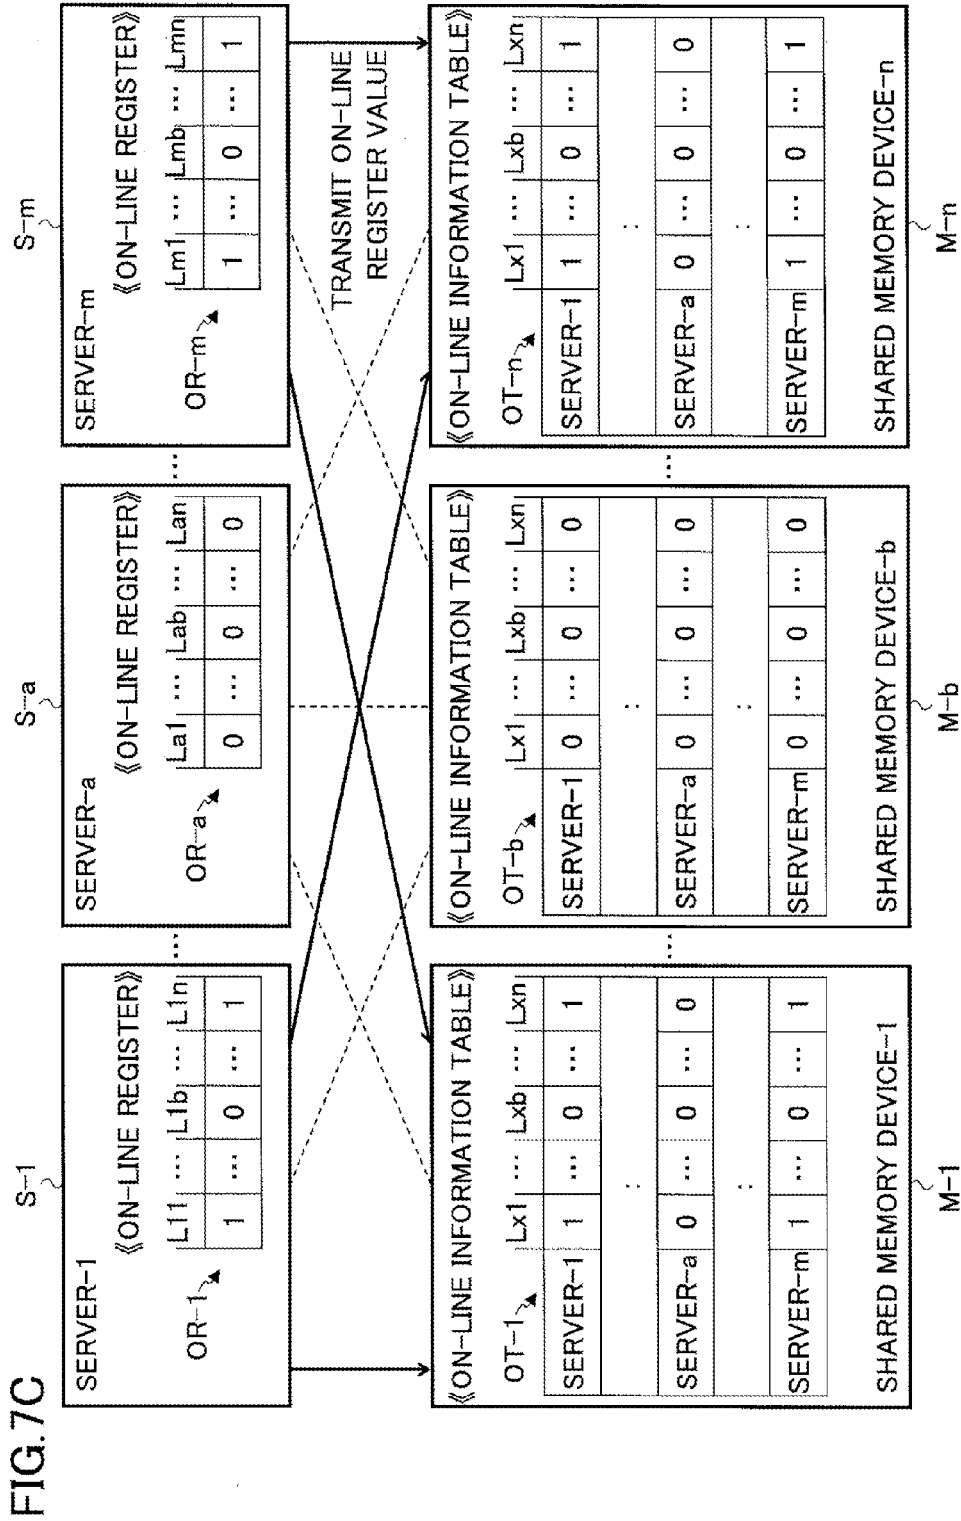 FIG.7C
S-1
SERVER-1
《ON-LINE REGISTER》
L11 ... L1b ... L1n
OR-1
1 ... 0 ... 1
...
S-a
SERVER-a
《ON-LINE REGISTER》
La1 ... Lab ... Lan
OR-a
0 ... 0 ... 0
...
S-m
SERVER-m
《ON-LINE REGISTER》
Lm1 ... Lmb ... Lmn
OR-m
1 ... 0 ... 1
TRANSMIT ON-LINE
REGISTER VALUE
《ON-LINE INFORMATION TABLE》
OT-1
Lx1 ... Lxb ... Lxn
SERVER-1 1 ... 0 ... 1
:
SERVER-a 0 ... 0 ... 0
:
SERVER-m 1 ... 0 ... 1
SHARED MEMORY DEVICE-1
M-1
...
《ON-LINE INFORMATION TABLE》
OT-b
Lx1 ... Lxb ... Lxn
SERVER-1 0 ... 0 ... 0
:
SERVER-a 0 ... 0 ... 0
:
SERVER-m 0 ... 0 ... 0
SHARED MEMORY DEVICE-b
M-b
...
《ON-LINE INFORMATION TABLE》
OT-n
Lx1 ... Lxb ... Lxn
SERVER-1 1 ... 0 ... 1
:
SERVER-a 0 ... 0 ... 0
:
SERVER-m 1 ... 0 ... 1
SHARED MEMORY DEVICE-n
M-n